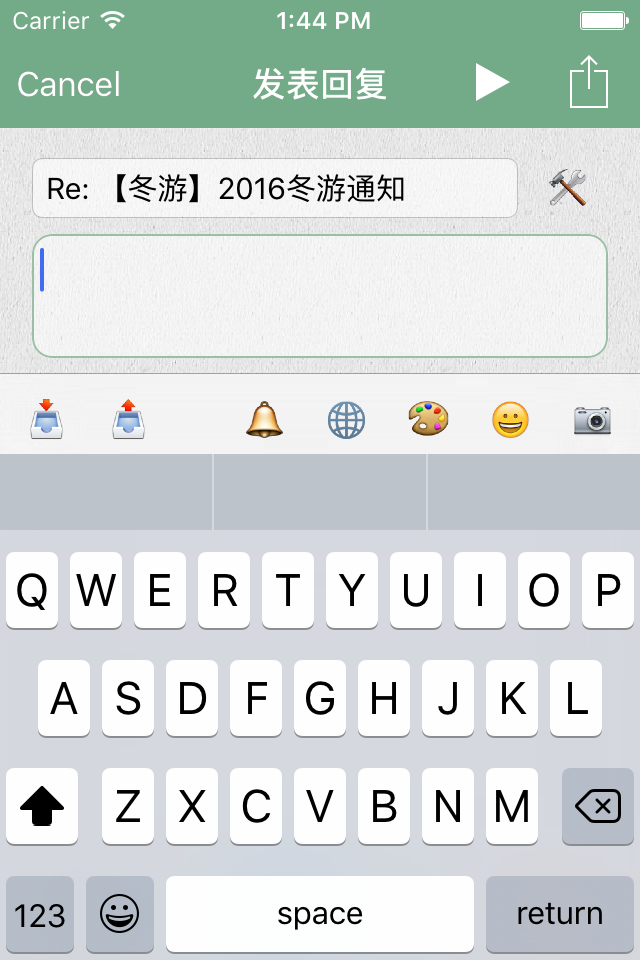 Carrier 1:44 PM
Cancel 发表回复
Re: 【冬游】2016冬游通知
Q W E R T Y U I O P
A S D F G H J K L
Z X C V B N M
123 space return